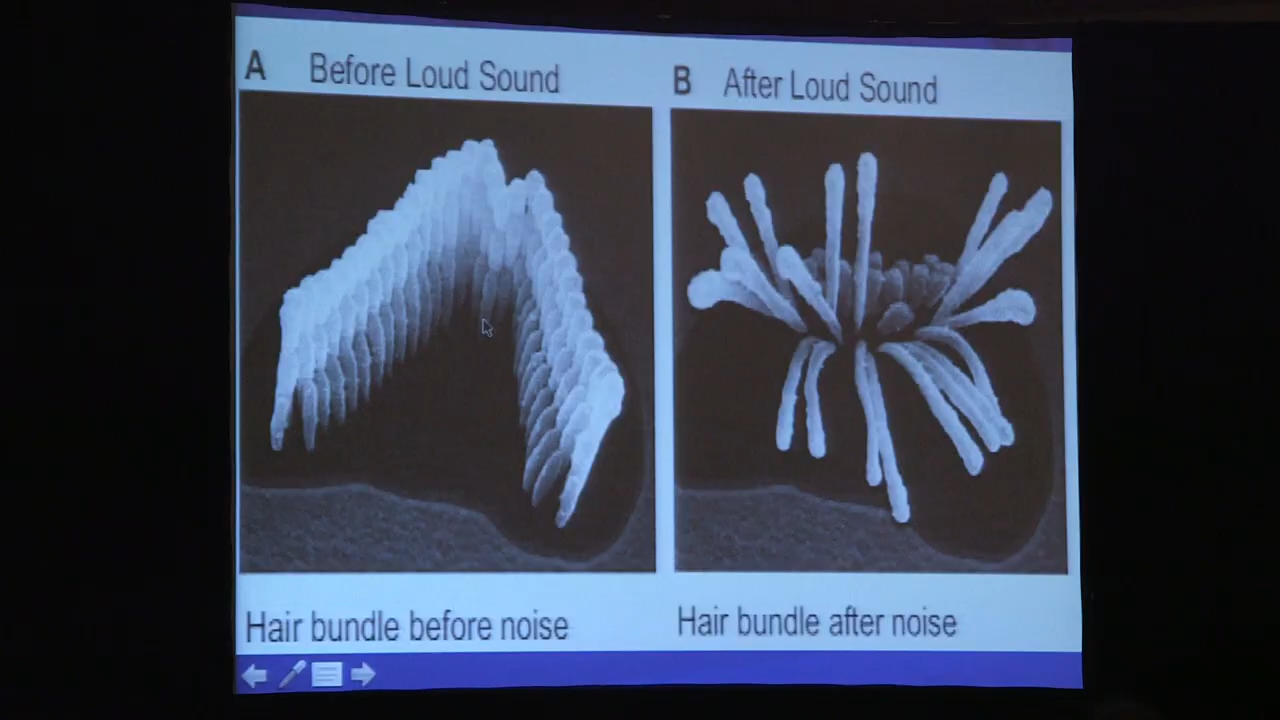 A Before Loud Sound
B After Loud Sound
Hair bundle before noise
Hair bundle after noise